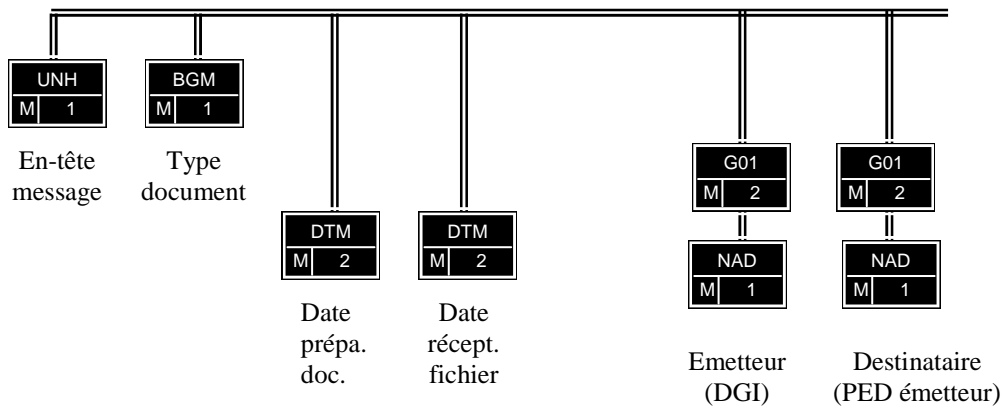 UNH
M 1
BGM
M 1
En-tête
message
Type
document
G01
M 2
G01
M 2
DTM
M 2
DTM
M 2
NAD
M 1
NAD
M 1
Date
prépa.
doc.
Date
récept.
fichier
Emetteur
(DGI)
Destinataire
(PED émetteur)